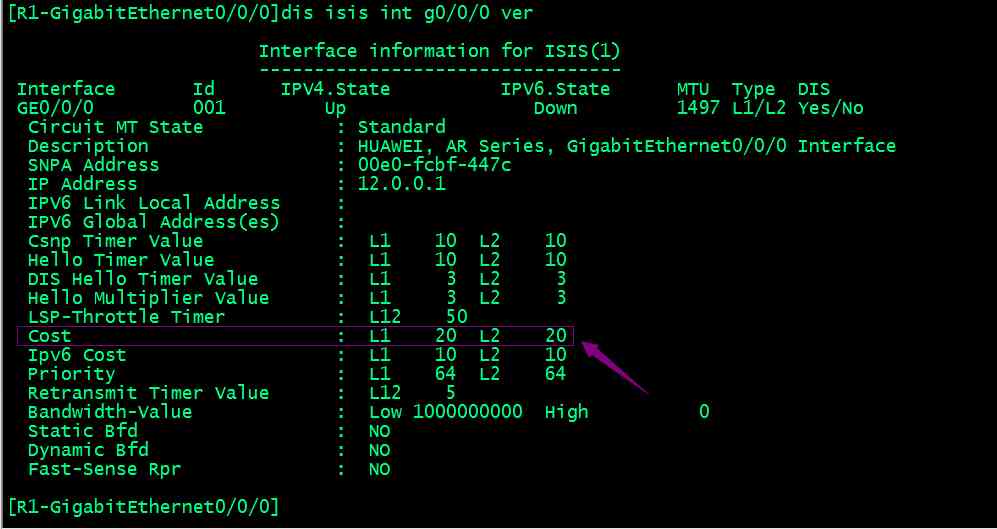 [R1-GigabitEthernet0/0/0]dis isis int g0/0/0 ver
Interface information for ISIS(1)
---------------------------------
Interface Id IPV4.State IPV6.State MTU Type DIS
GE0/0/0 001 Up Down 1497 L1/L2 Yes/No
Circuit MT State : Standard
Description : HUAWEI, AR Series, GigabitEthernet0/0/0 Interface
SNPA Address : 00e0-fcbf-447c
IP Address : 12.0.0.1
IPV6 Link Local Address :
IPV6 Global Address(es) :
Csnp Timer Value : L1 10 L2 10
Hello Timer Value : L1 10 L2 10
DIS Hello Timer Value : L1 3 L2 3
Hello Multiplier Value : L1 3 L2 3
LSP-Throttle Timer : L12 50
Cost : L1 20 L2 20
Ipv6 Cost : L1 10 L2 10
Priority : L1 64 L2 64
Retransmit Timer Value : L12 5
Bandwidth-Value : Low 1000000000 High 0
Static Bfd : NO
Dynamic Bfd : NO
Fast-Sense Rpr : NO
[R1-GigabitEthernet0/0/0]